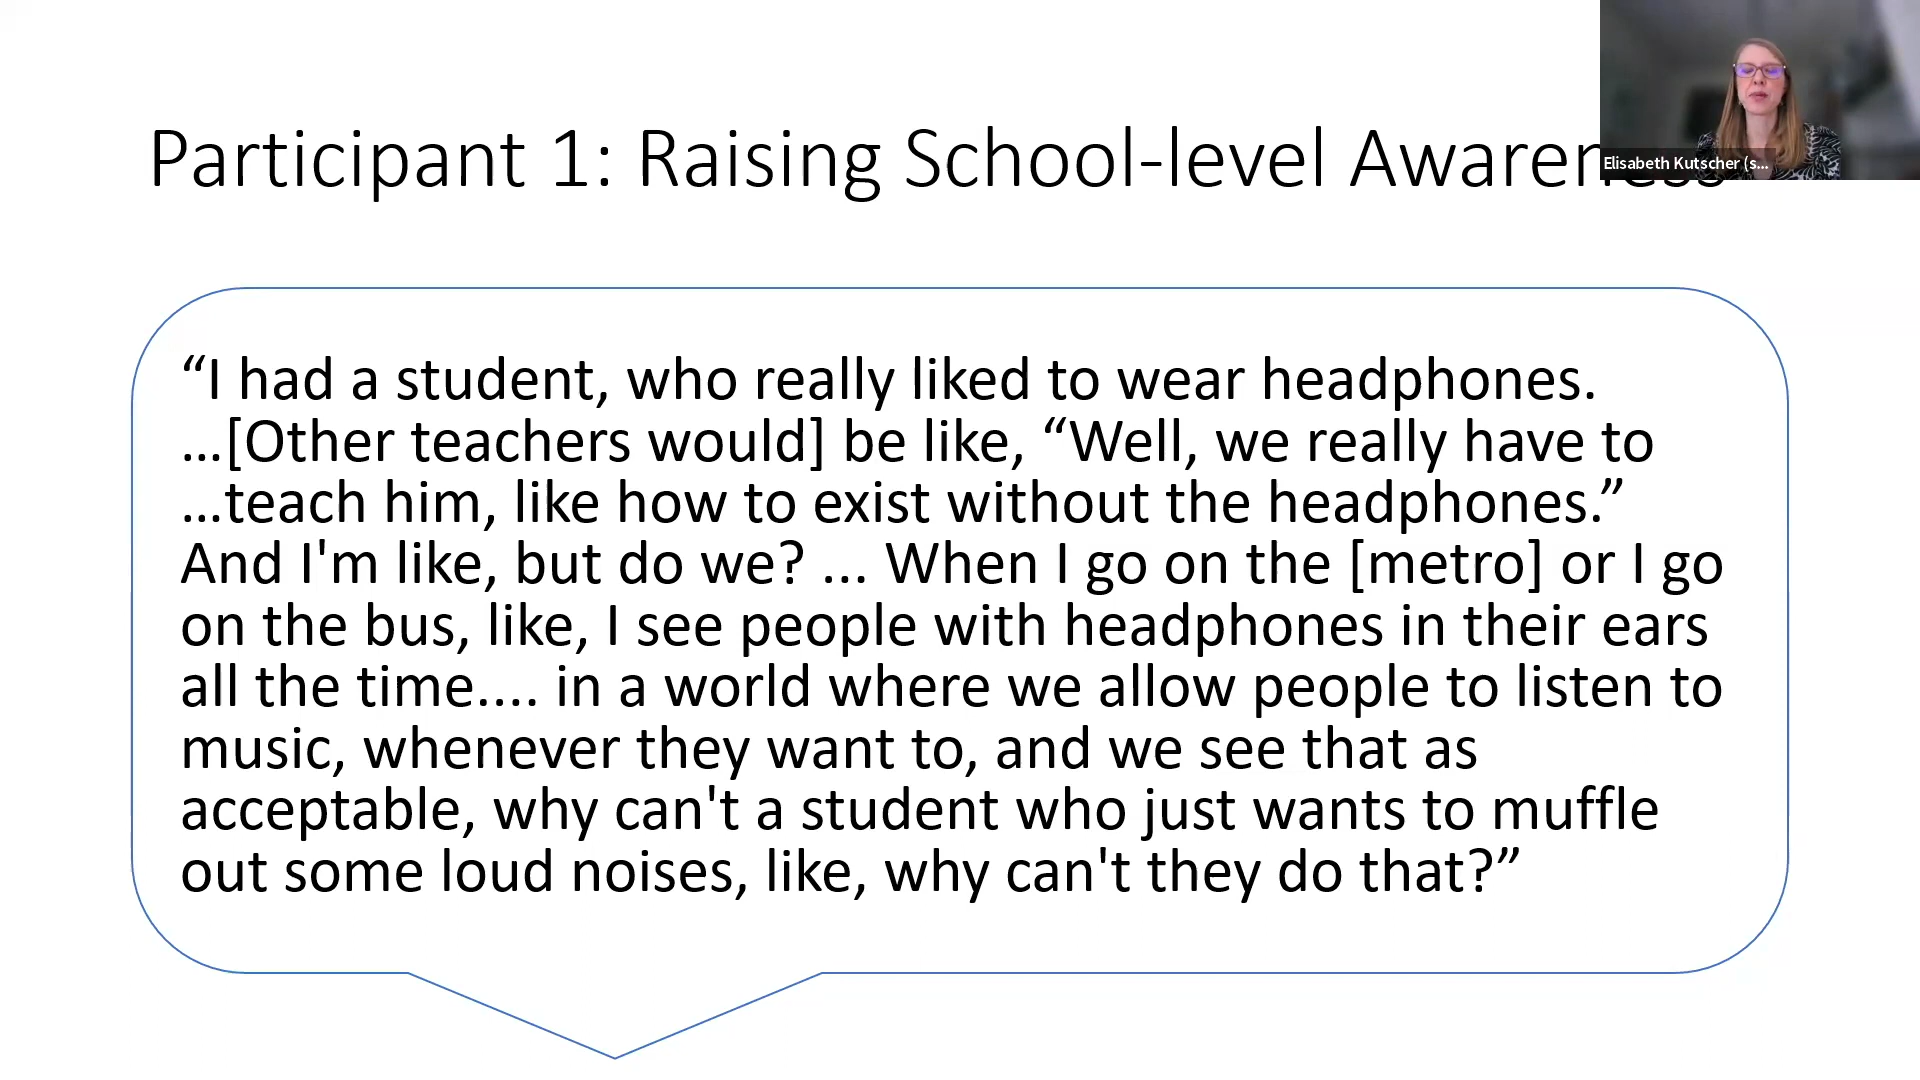 Participant 1: Raising School-level Awareness
Elisabeth Kutscher (s...
“I had a student, who really liked to wear headphones.
...[Other teachers would] be like, “Well, we really have to
...teach him, like how to exist without the headphones.”
And I'm like, but do we? ... When I go on the [metro] or I go
on the bus, like, I see people with headphones in their ears
all the time.... in a world where we allow people to listen to
music, whenever they want to, and we see that as
acceptable, why can't a student who just wants to muffle
out some loud noises, like, why can't they do that?”